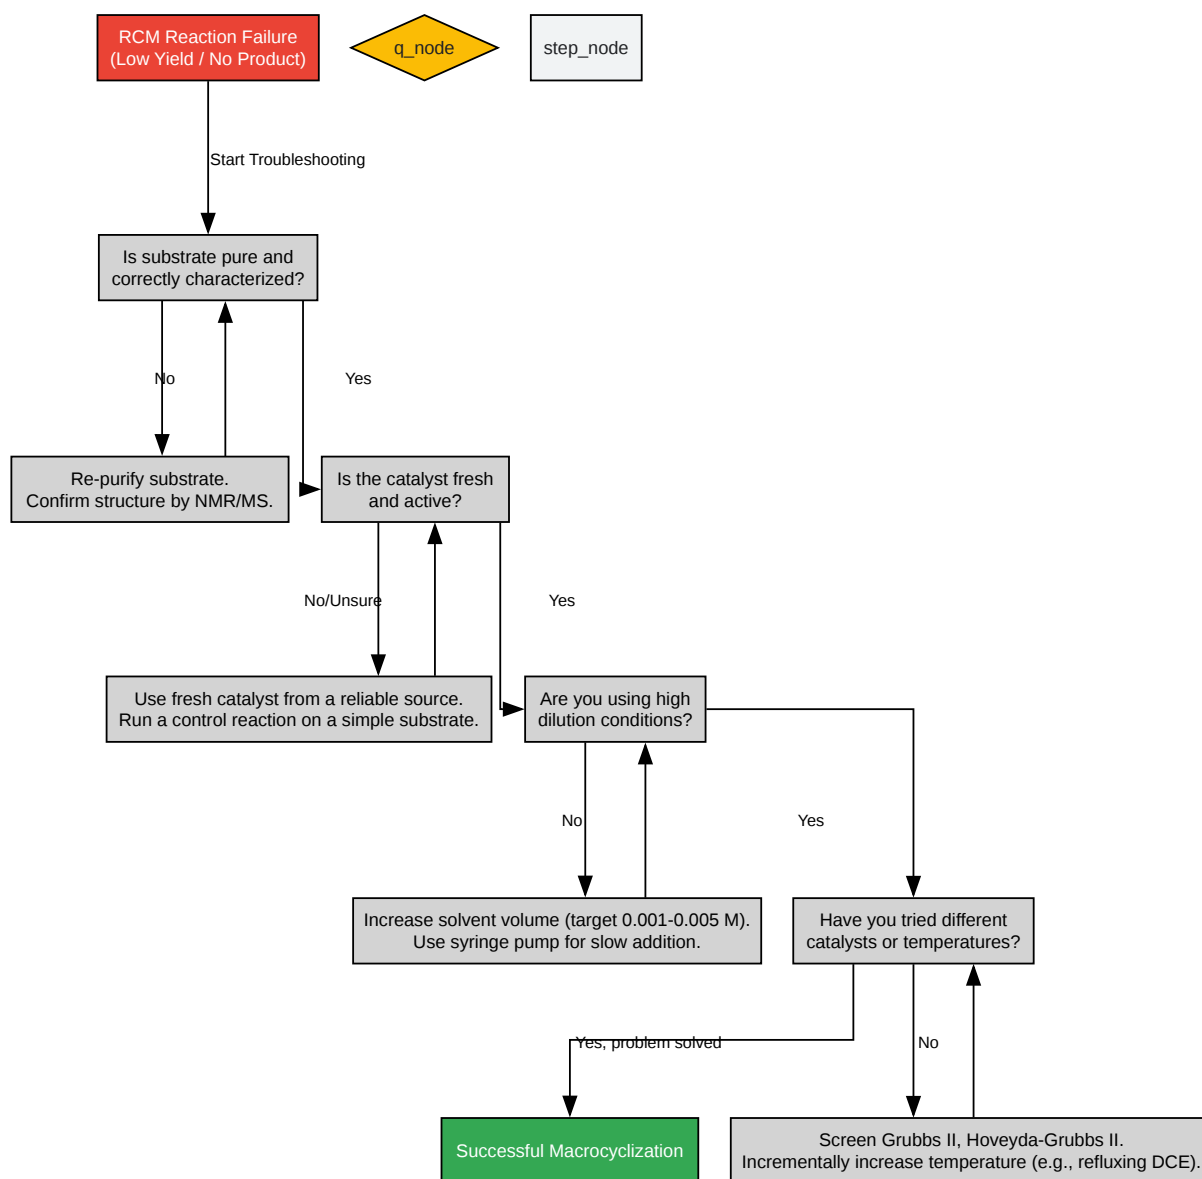 RCM Reaction Failure
(Low Yield / No Product)
q_node
step_node
Start Troubleshooting
Is substrate pure and
correctly characterized?
No
Yes
Re-purify substrate.
Confirm structure by NMR/MS.
Is the catalyst fresh
and active?
No/Unsure
Yes
Use fresh catalyst from a reliable source.
Run a control reaction on a simple substrate.
Are you using high
dilution conditions?
No
Yes
Increase solvent volume (target 0.001-0.005 M).
Use syringe pump for slow addition.
Have you tried different
catalysts or temperatures?
Yes, problem solved
No
Successful Macrocyclization
Screen Grubbs II, Hoveyda-Grubbs II.
Incrementally increase temperature (e.g., refluxing DCE).